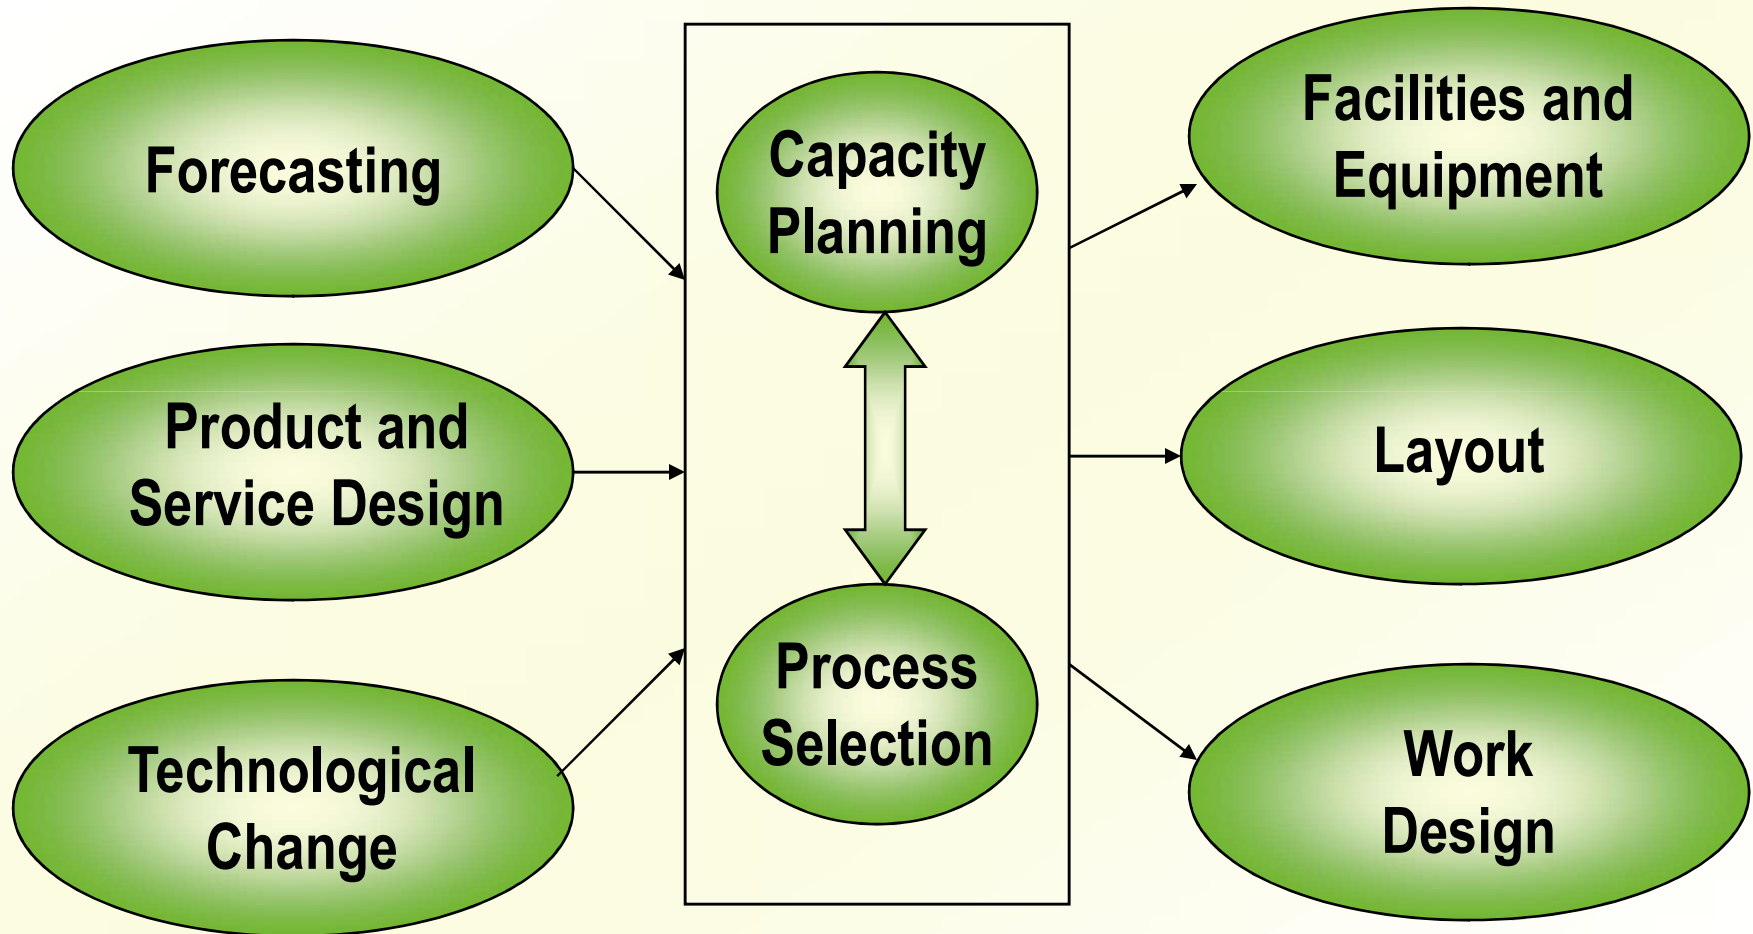 Forecasting
Product and
Service Design
Technological
Change
Capacity
Planning
Process
Selection
Facilities and
Equipment
Layout
Work
Design